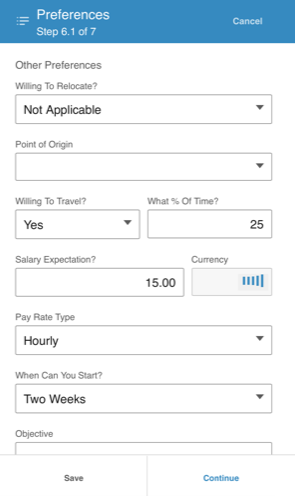 Preferences
Cancel
Step 6.1 of 7
Other Preferences
Willing To Relocate?
Not Applicable
Point of Origin
Willing To Travel?
What % Of Time?
Yes
25
Salary Expectation?
Currency
15.00
Pay Rate Type
Hourly
When Can You Start?
Two Weeks
Objective
Save
Continue